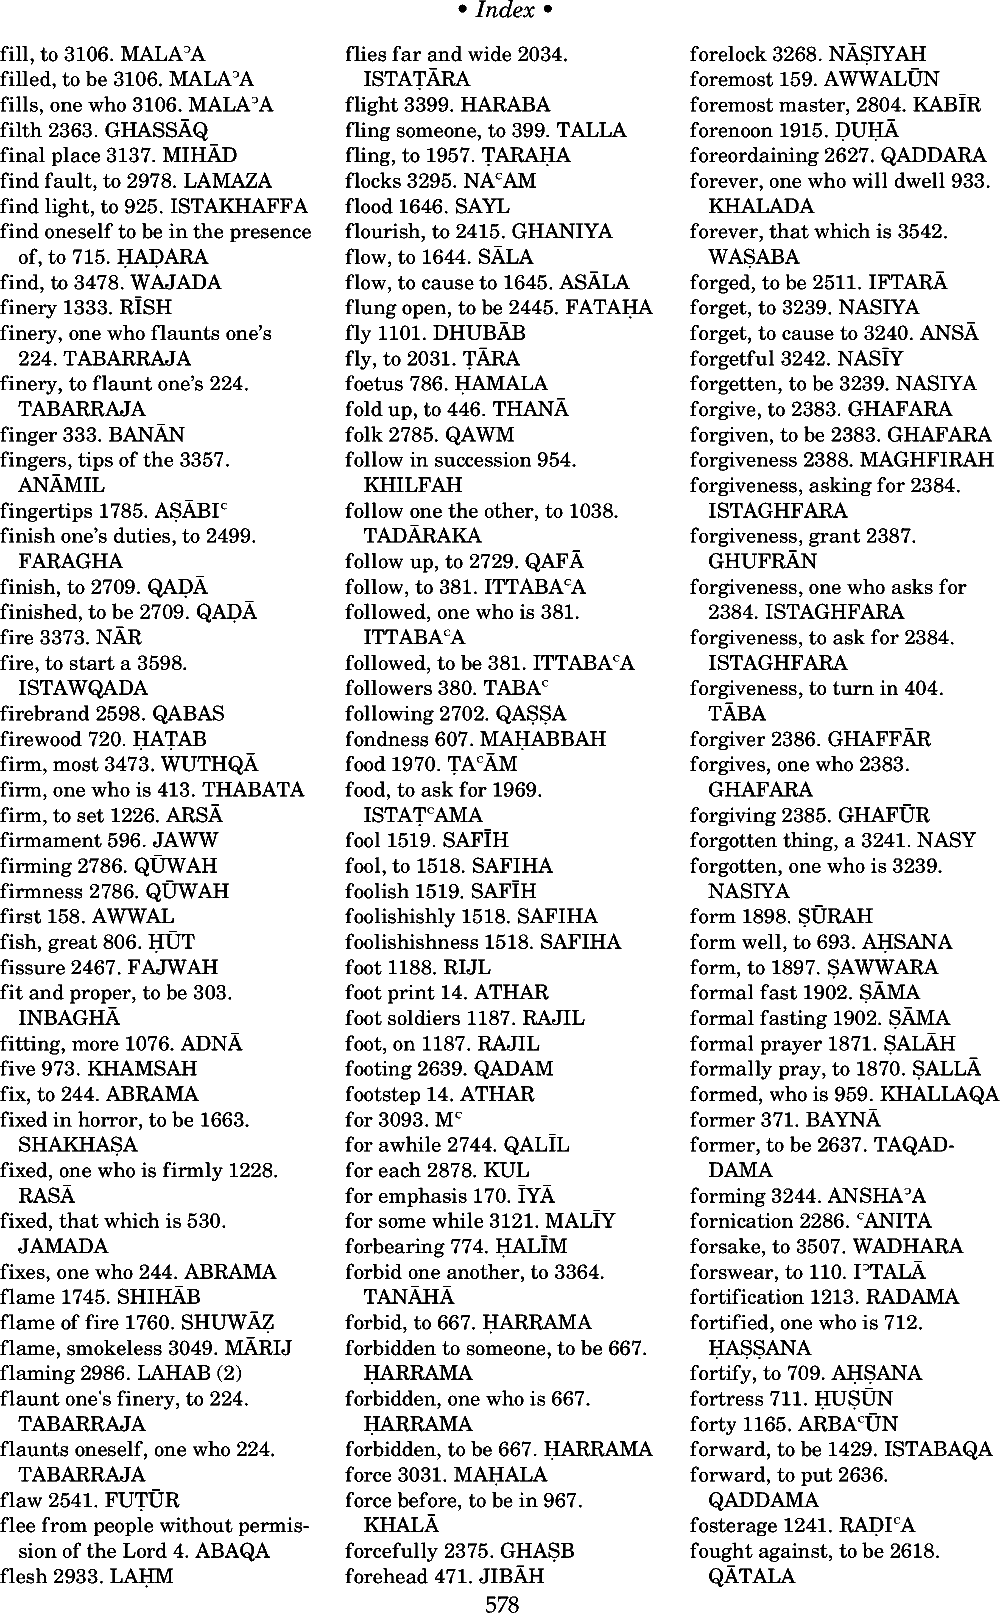 • Index •
fill, to 3106. MALAʾA
filled, to be 3106. MALAʾA
fills, one who 3106. MALAʾA
filth 2363. GHASSĀQ
final place 3137. MIHĀD
find fault, to 2978. LAMAZA
find light, to 925. ISTAKHAFFA
find oneself to be in the presence
of, to 715. ḤAḌARA
find, to 3478. WAJADA
finery 1333. RĪSH
finery, one who flaunts one’s
224. TABARRAJA
finery, to flaunt one’s 224.
TABARRAJA
finger 333. BANĀN
fingers, tips of the 3357.
ANĀMIL
fingertips 1785. AṢĀBIᶜ
finish one’s duties, to 2499.
FARAGHA
finish, to 2709. QAḌĀ
finished, to be 2709. QAḌĀ
fire 3373. NĀR
fire, to start a 3598.
ISTAWQADA
firebrand 2598. QABAS
firewood 720. ḤAṬAB
firm, most 3473. WUTHQĀ
firm, one who is 413. THABATA
firm, to set 1226. ARSĀ
firmament 596. JAWW
firming 2786. QŪWAH
firmness 2786. QŪWAH
first 158. AWWAL
fish, great 806. ḤŪT
fissure 2467. FAJWAH
fit and proper, to be 303.
INBAGHĀ
fitting, more 1076. ADNĀ
five 973. KHAMSAH
fix, to 244. ABRAMA
fixed in horror, to be 1663.
SHAKHAṢA
fixed, one who is firmly 1228.
RASĀ
fixed, that which is 530.
JAMADA
fixes, one who 244. ABRAMA
flame 1745. SHIHĀB
flame of fire 1760. SHUWĀẒ
flame, smokeless 3049. MĀRIJ
flaming 2986. LAHAB (2)
flaunt one's finery, to 224.
TABARRAJA
flaunts oneself, one who 224.
TABARRAJA
flaw 2541. FUṬŪR
flee from people without permis-
sion of the Lord 4. ABAQA
flesh 2933. LAḤM
flies far and wide 2034.
ISTAṬĀRA
flight 3399. HARABA
fling someone, to 399. TALLA
fling, to 1957. ṬARAḤA
flocks 3295. NAᶜAM
flood 1646. SAYL
flourish, to 2415. GHANIYA
flow, to 1644. SĀLA
flow, to cause to 1645. ASĀLA
flung open, to be 2445. FATAḤA
fly 1101. DHUBĀB
fly, to 2031. ṬĀRA
foetus 786. ḤAMALA
fold up, to 446. THANĀ
folk 2785. QAWM
follow in succession 954.
KHILFAH
follow one the other, to 1038.
TADĀRAKA
follow up, to 2729. QAFĀ
follow, to 381. ITTABAᶜA
followed, one who is 381.
ITTABAᶜA
followed, to be 381. ITTABAᶜA
followers 380. TABAᶜ
following 2702. QAṢṢA
fondness 607. MAḤABBAH
food 1970. ṬAᶜĀM
food, to ask for 1969.
ISTAṬᶜAMA
fool 1519. SAFĪH
fool, to 1518. SAFIHA
foolish 1519. SAFĪH
foolishishly 1518. SAFIHA
foolishishness 1518. SAFIHA
foot 1188. RIJL
foot print 14. ATHAR
foot soldiers 1187. RAJIL
foot, on 1187. RAJIL
footing 2639. QADAM
footstep 14. ATHAR
for 3093. Mᶜ
for awhile 2744. QALĪL
for each 2878. KUL
for emphasis 170. ĪYĀ
for some while 3121. MALĪY
forbearing 774. ḤALĪM
forbid one another, to 3364.
TANĀHĀ
forbid, to 667. ḤARRAMA
forbidden to someone, to be 667.
ḤARRAMA
forbidden, one who is 667.
ḤARRAMA
forbidden, to be 667. ḤARRAMA
force 3031. MAḤALA
force before, to be in 967.
KHALĀ
forcefully 2375. GHAṢB
forehead 471. JIBĀH
forelock 3268. NĀṢIYAH
foremost 159. AWWALŪN
foremost master, 2804. KABĪR
forenoon 1915. ḌUḤĀ
foreordaining 2627. QADDARA
forever, one who will dwell 933.
KHALADA
forever, that which is 3542.
WAṢABA
forged, to be 2511. IFTARĀ
forget, to 3239. NASIYA
forget, to cause to 3240. ANSĀ
forgetful 3242. NASĪY
forgetten, to be 3239. NASIYA
forgive, to 2383. GHAFARA
forgiven, to be 2383. GHAFARA
forgiveness 2388. MAGHFIRAH
forgiveness, asking for 2384.
ISTAGHFARA
forgiveness, grant 2387.
GHUFRĀN
forgiveness, one who asks for
2384. ISTAGHFARA
forgiveness, to ask for 2384.
ISTAGHFARA
forgiveness, to turn in 404.
TĀBA
forgiver 2386. GHAFFĀR
forgives, one who 2383.
GHAFARA
forgiving 2385. GHAFŪR
forgotten thing, a 3241. NASY
forgotten, one who is 3239.
NASIYA
form 1898. ṢŪRAH
form well, to 693. AḤSANA
form, to 1897. ṢAWWARA
formal fast 1902. ṢĀMA
formal fasting 1902. ṢĀMA
formal prayer 1871. ṢALĀH
formally pray, to 1870. ṢALLĀ
formed, who is 959. KHALLAQA
former 371. BAYNĀ
former, to be 2637. TAQAD-
DAMA
forming 3244. ANSHAʾA
fornication 2286. ᶜANITA
forsake, to 3507. WADHARA
forswear, to 110. IʾTALĀ
fortification 1213. RADAMA
fortified, one who is 712.
ḤAṢṢANA
fortify, to 709. AḤṢANA
fortress 711. ḤUṢŪN
forty 1165. ARBAᶜŪN
forward, to be 1429. ISTABAQA
forward, to put 2636.
QADDAMA
fosterage 1241. RAḌIᶜA
fought against, to be 2618.
QĀTALA
578